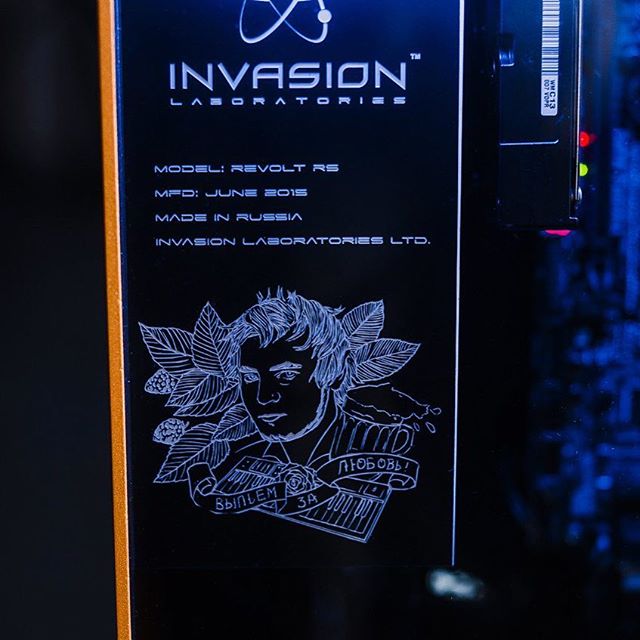 INVASION™
LABORATORIES
MODEL: REVOLT RS
MFD: JUNE 2015
MADE IN RUSSIA
INVASION LABORATORIES LTD.
ВЫПЬЕМ ЗА ЛЮБОВЬ!